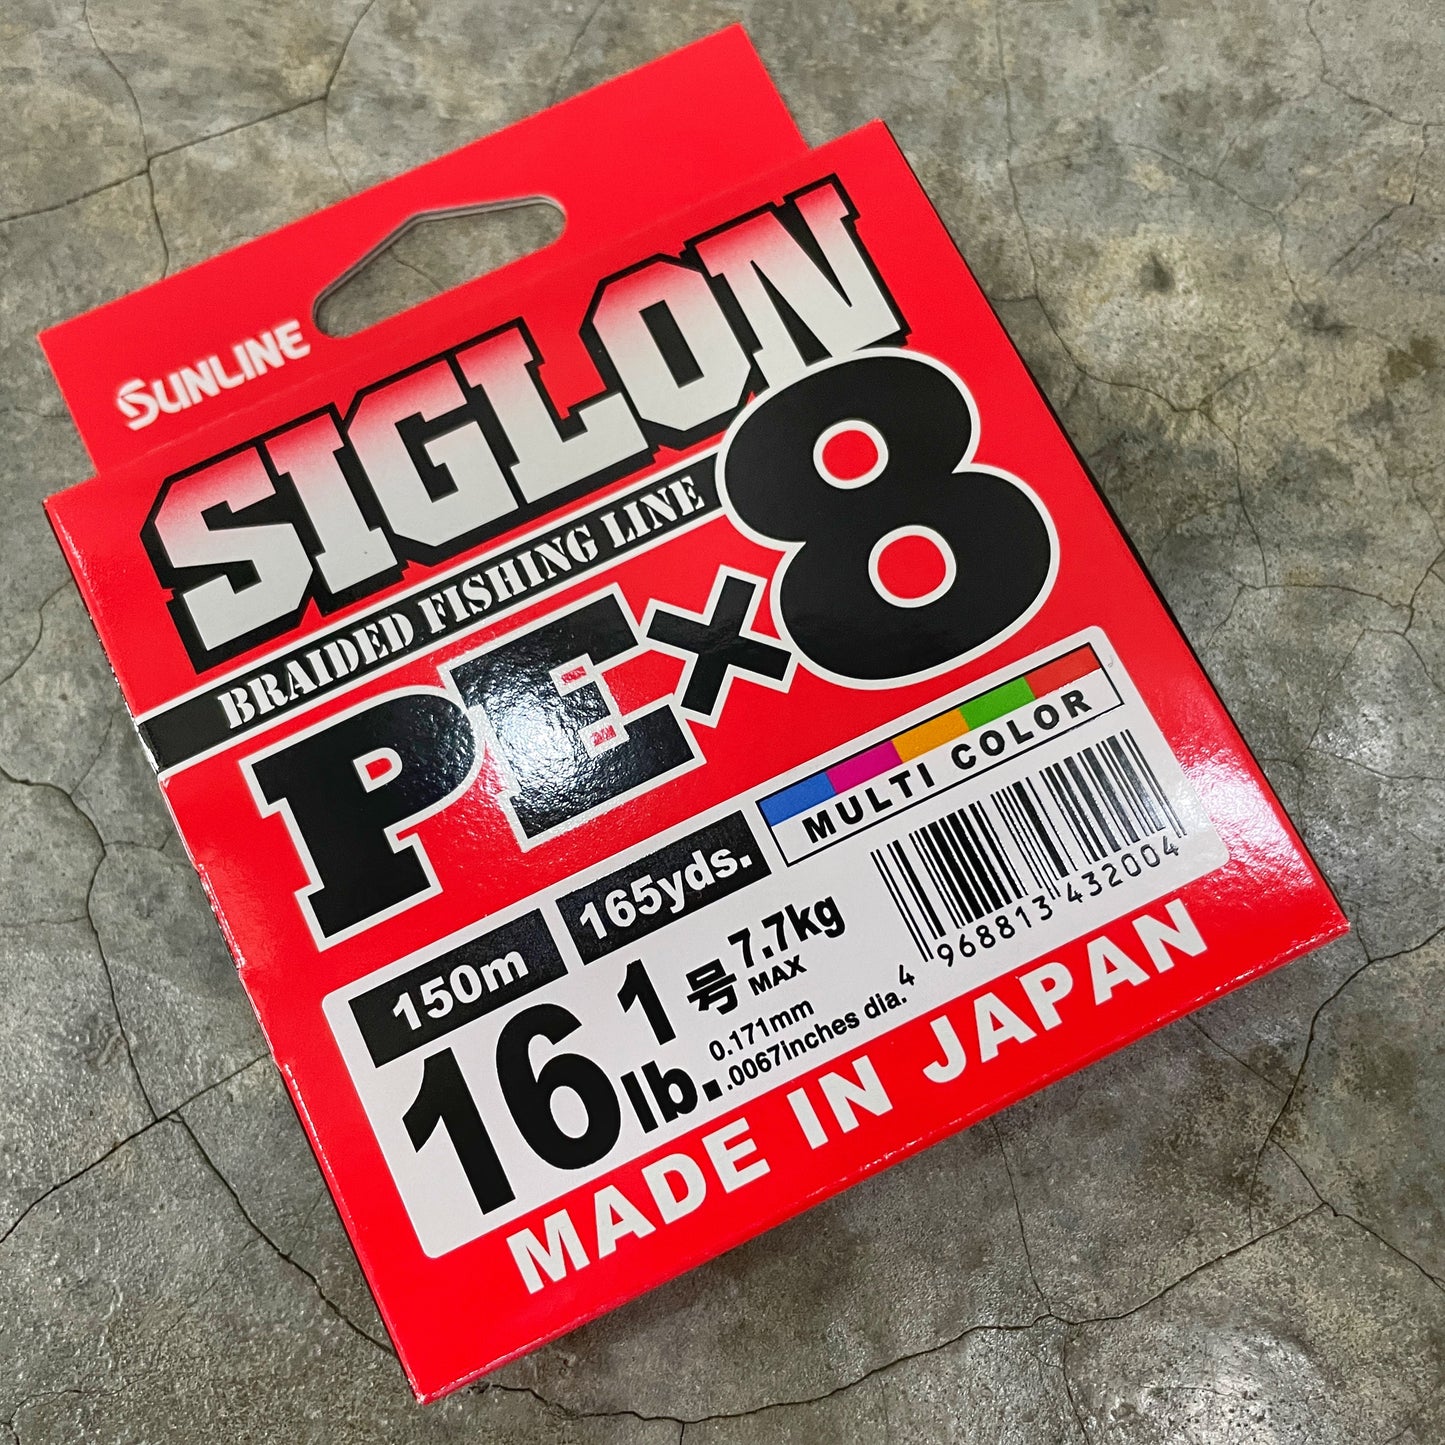 SUNLINE
SIGLON
BRAIDED FISHING LINE
PE×8
MULTI COLOR
150m 165yds.
16lb. 1号 7.7kg MAX
0.171mm
.0067inches dia.
4 968813 432004
MADE IN JAPAN